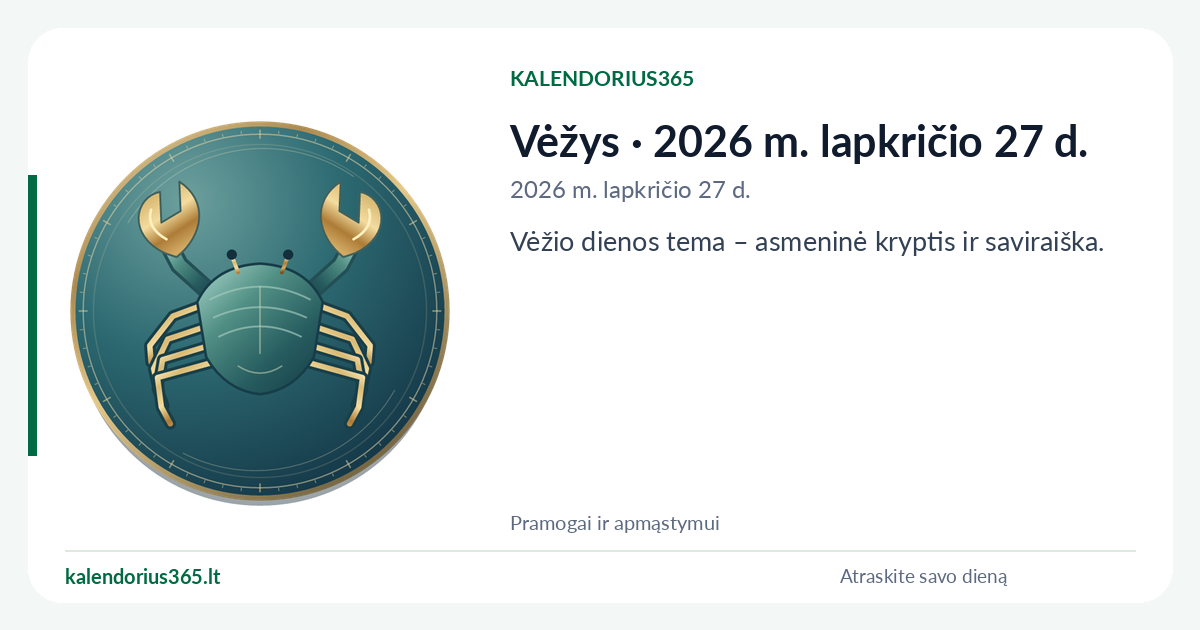 KALENDORIUS365
Vėžys · 2026 m. lapkričio 27 d.
2026 m. lapkričio 27 d.
Vėžio dienos tema – asmeninė kryptis ir saviraiška.
Pramogai ir apmąstymui
kalendorius365.lt
Atraskite savo dieną